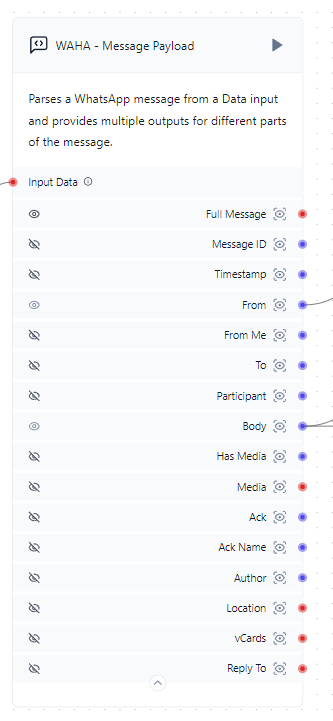 WAHA - Message Payload
Parses a WhatsApp message from a Data input
and provides multiple outputs for different parts
of the message.
Input Data
Full Message
Message ID
Timestamp
From
From Me
To
Participant
Body
Has Media
Media
Ack
Ack Name
Author
Location
vCards
Reply To